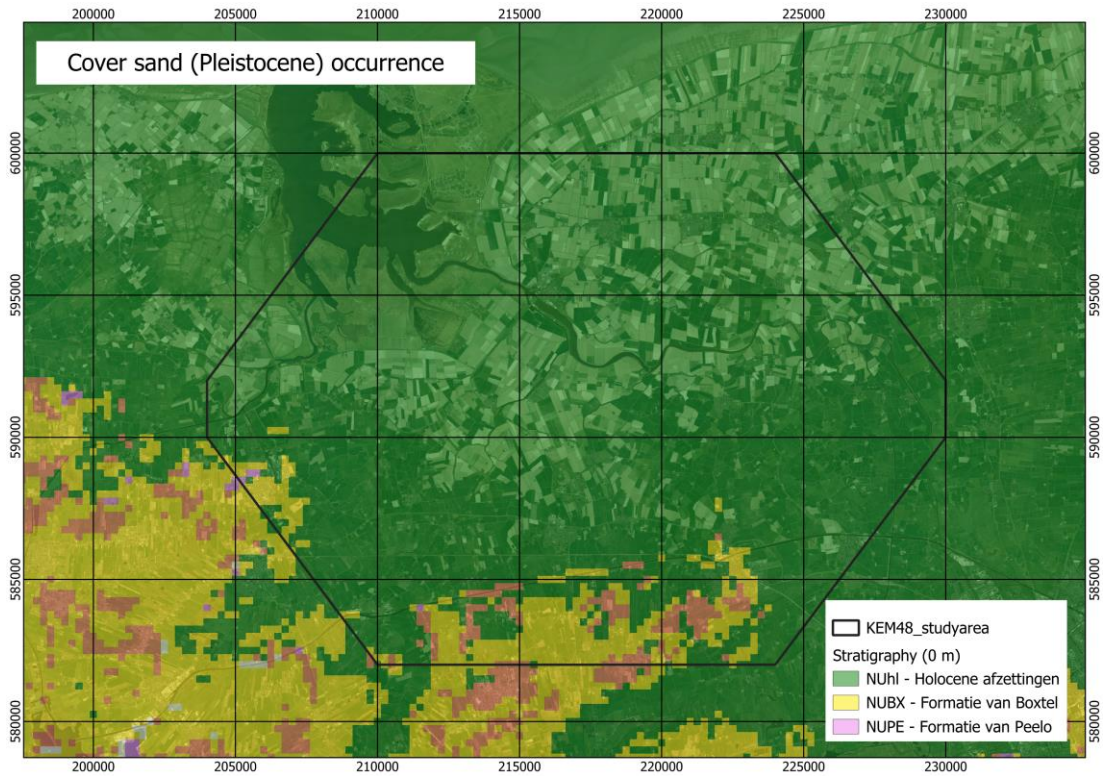 200000 205000 210000 215000 220000 225000 230000
Cover sand (Pleistocene) occurrence
600000 600000
595000 595000
590000 590000
585000 585000
KEM48_studyarea
Stratigraphy (0 m)
NUhl - Holocene afzettingen
NUBX - Formatie van Boxtel
NUPE - Formatie van Peelo
580000 580000
200000 205000 210000 215000 220000 225000 230000